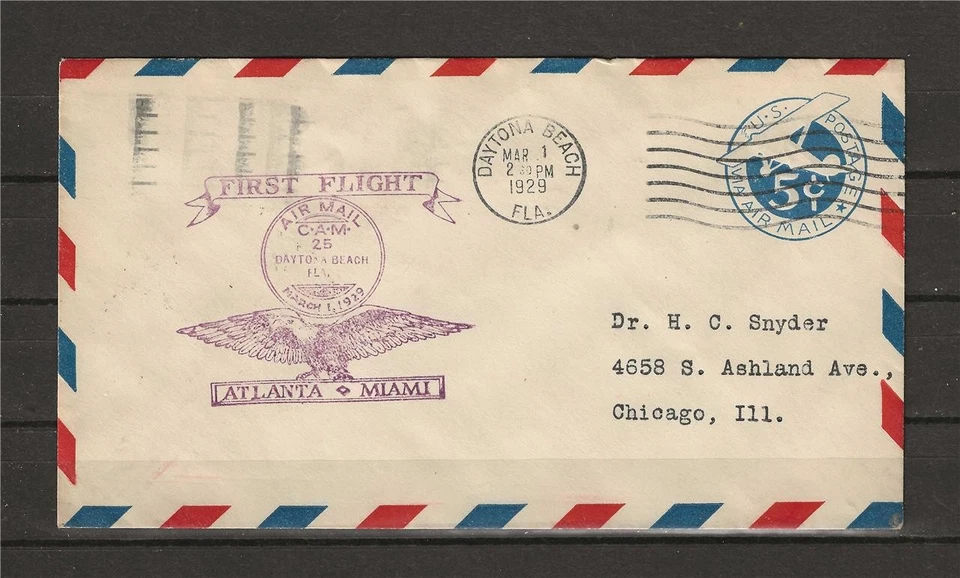 FIRST FLIGHT
AIR MAIL
C·A·M·
25
DAYTONA BEACH
FLA.
MARCH 1, 1929
ATLANTA MIAMI
DAYTONA BEACH
MAR 1
2 30 PM
1929
FLA.
U·S· POSTAGE
5¢
VIA AIR MAIL
Dr. H. C. Snyder
4658 S. Ashland Ave.,
Chicago, Ill.